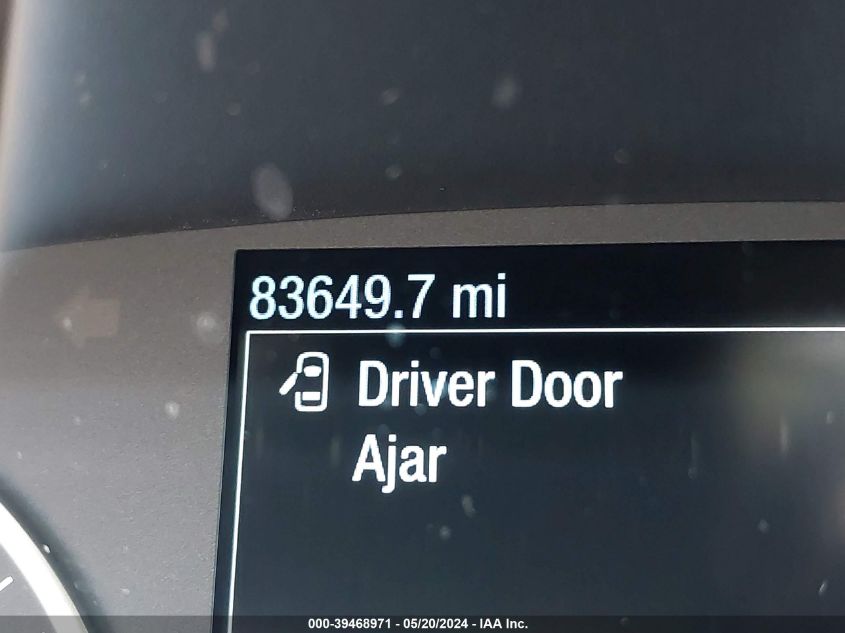 83649.7 mi
Driver Door
Ajar
000-39468971 - 05/20/2024 - IAA Inc.